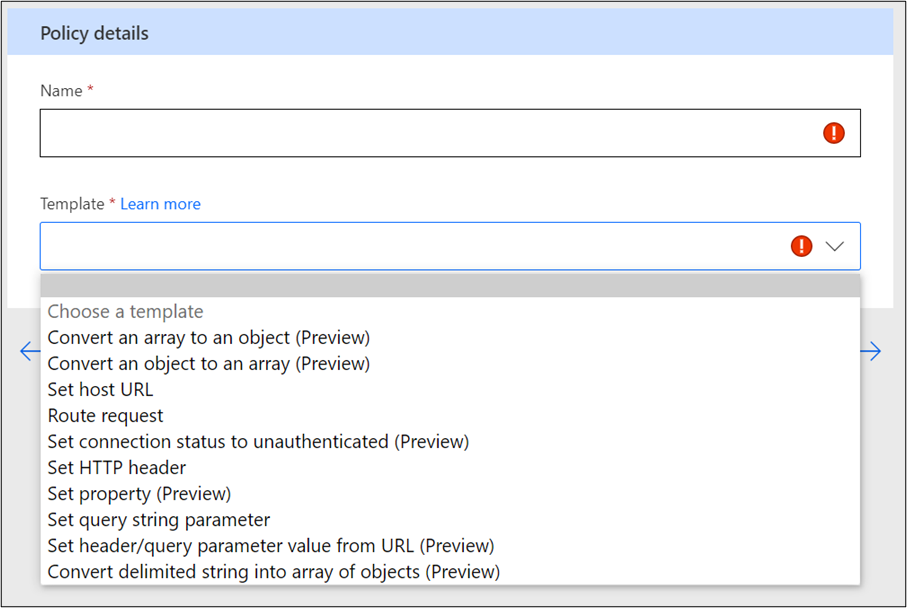 Policy details
Name *
Template * Learn more
Choose a template
Convert an array to an object (Preview)
Convert an object to an array (Preview)
Set host URL
Route request
Set connection status to unauthenticated (Preview)
Set HTTP header
Set property (Preview)
Set query string parameter
Set header/query parameter value from URL (Preview)
Convert delimited string into array of objects (Preview)